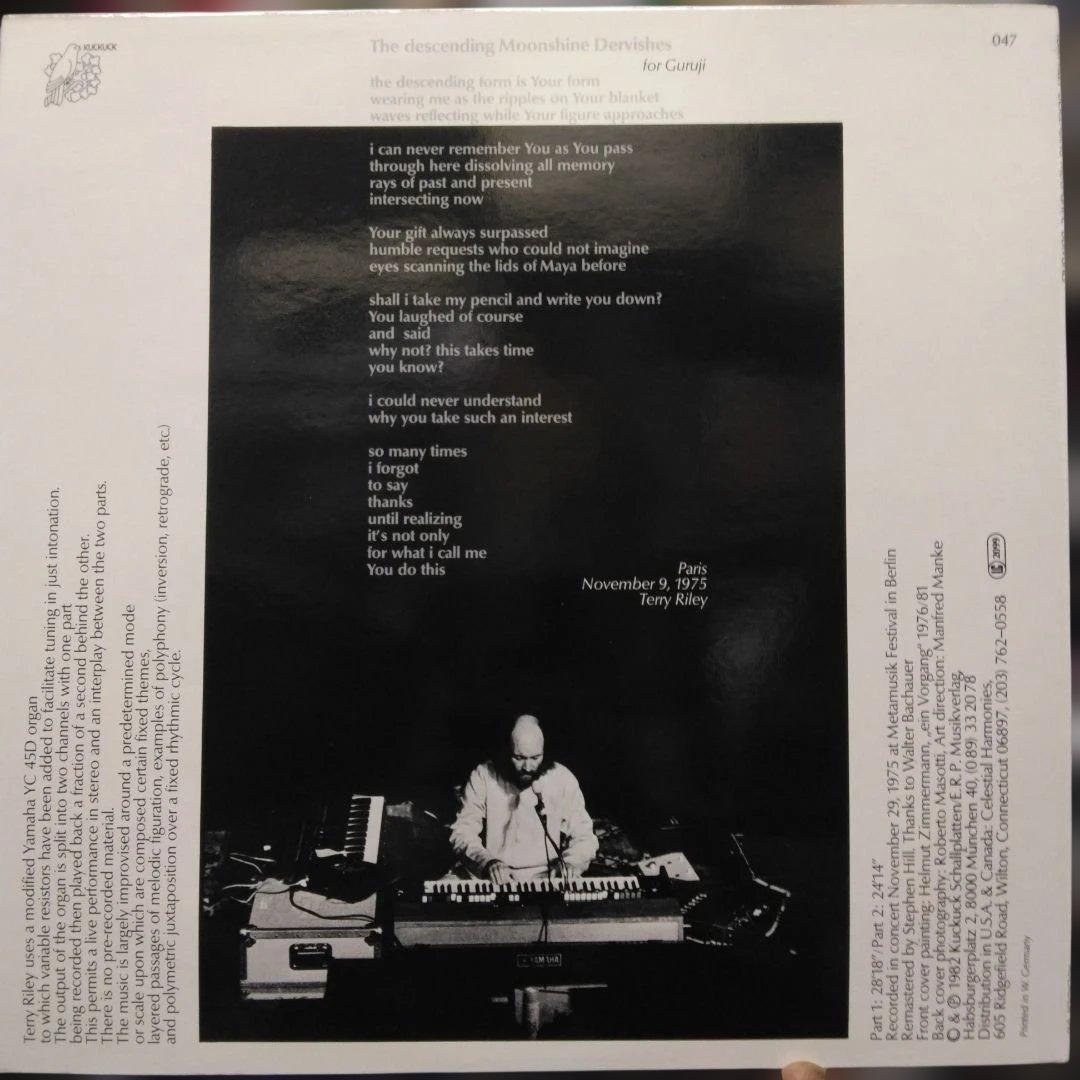 KUCKUCK
The descending Moonshine Dervishes
for Guruji
047
the descending form is Your form
wearing me as the ripples on Your blanket
waves reflecting while Your figure approaches
i can never remember You as You pass
through here dissolving all memory
rays of past and present
intersecting now
Your gift always surpassed
humble requests who could not imagine
eyes scanning the lids of Maya before
shall i take my pencil and write you down?
You laughed of course
and said
why not? this takes time
you know?
i could never understand
why you take such an interest
so many times
i forgot
to say
thanks
until realizing
it's not only
for what i call me
You do this
Paris
November 9, 1975
Terry Riley
YAMAHA
Terry Riley uses a modified Yamaha YC 45D organ
to which variable resistors have been added to facilitate tuning in just intonation.
The output of the organ is split into two channels with one part
being recorded then played back a fraction of a second behind the other.
This permits a live performance in stereo and an interplay between the two parts.
There is no pre-recorded material.
The music is largely improvised around a predetermined mode
or scale upon which are composed certain fixed themes,
layered passages of melodic figuration, examples of polyphony (inversion, retrograde, etc.)
and polymetric juxtaposition over a fixed rhythmic cycle.
Part 1: 28'18"/Part 2: 24'14"
Recorded in concert November 29, 1975 at Metamusik Festival in Berlin
Remastered by Stephen Hill, Thanks to Walter Bachauer
Front cover painting: Helmut Zimmermann, „ein Vorgang" 1976/81
Back cover photography: Roberto Masotti, Art direction: Manfred Manke
© & ℗ 1982 Kuckuck Schallplatten/E.R.P. Musikverlag,
Habsburgerplatz 2, 8000 München 40, (089) 33 20 78
Distribution in U.S.A. & Canada: Celestial Harmonies,
605 Ridgefield Road, Wilton, Connecticut 06897, (203) 762-0558 LC 2099
Printed in W. Germany